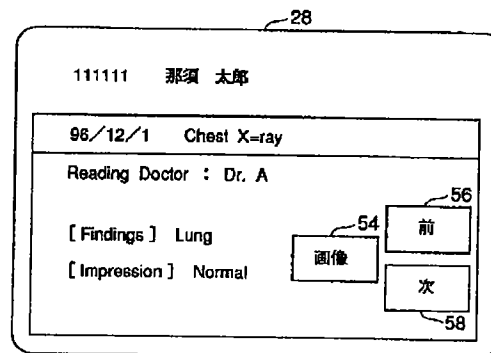 28
111111 那須 太郎
96/12/1 Chest X=ray
Reading Doctor : Dr. A
56
54
前
[Findings] Lung
画像
[Impression] Normal
次
58